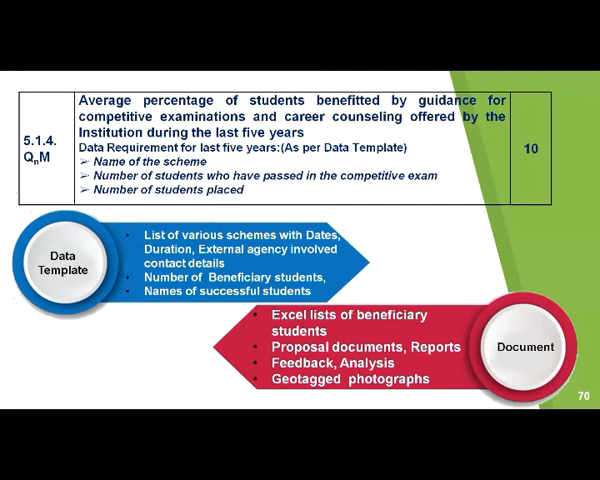 5.1.4.
QnM
Average percentage of students benefitted by guidance for
competitive examinations and career counseling offered by the
Institution during the last five years
Data Requirement for last five years:(As per Data Template)
➢ Name of the scheme
➢ Number of students who have passed in the competitive exam
➢ Number of students placed
10
Data
Template
• List of various schemes with Dates,
Duration, External agency involved
contact details
• Number of Beneficiary students,
• Names of successful students
• Excel lists of beneficiary
students
• Proposal documents, Reports
• Feedback, Analysis
• Geotagged photographs
Document
70